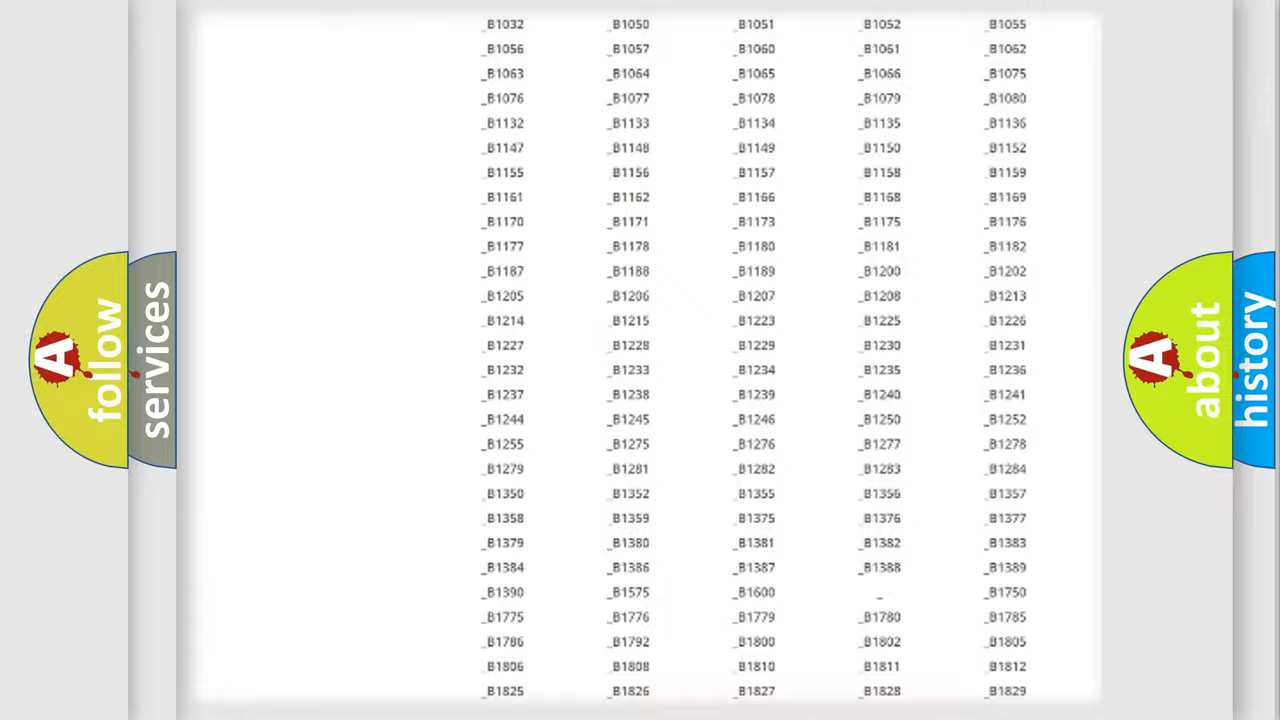 _B1032 _B1050 _B1051 _B1052 _B1055
_B1056 _B1057 _B1060 _B1061 _B1062
_B1063 _B1064 _B1065 _B1066 _B1075
_B1076 _B1077 _B1078 _B1079 _B1080
_B1132 _B1133 _B1134 _B1135 _B1136
_B1147 _B1148 _B1149 _B1150 _B1152
_B1155 _B1156 _B1157 _B1158 _B1159
_B1161 _B1162 _B1166 _B1168 _B1169
_B1170 _B1171 _B1173 _B1175 _B1176
_B1177 _B1178 _B1180 _B1181 _B1182
_B1187 _B1188 _B1189 _B1200 _B1202
_B1205 _B1206 _B1207 _B1208 _B1213
_B1214 _B1215 _B1223 _B1225 _B1226
_B1227 _B1228 _B1229 _B1230 _B1231
_B1232 _B1233 _B1234 _B1235 _B1236
_B1237 _B1238 _B1239 _B1240 _B1241
_B1244 _B1245 _B1246 _B1250 _B1252
_B1255 _B1275 _B1276 _B1277 _B1278
_B1279 _B1281 _B1282 _B1283 _B1284
_B1350 _B1352 _B1355 _B1356 _B1357
_B1358 _B1359 _B1375 _B1376 _B1377
_B1379 _B1380 _B1381 _B1382 _B1383
_B1384 _B1386 _B1387 _B1388 _B1389
_B1390 _B1575 _B1600 _ _B1750
_B1775 _B1776 _B1779 _B1780 _B1785
_B1786 _B1792 _B1800 _B1802 _B1805
_B1806 _B1808 _B1810 _B1811 _B1812
_B1825 _B1826 _B1827 _B1828 _B1829
A
follow
services
A
about
history